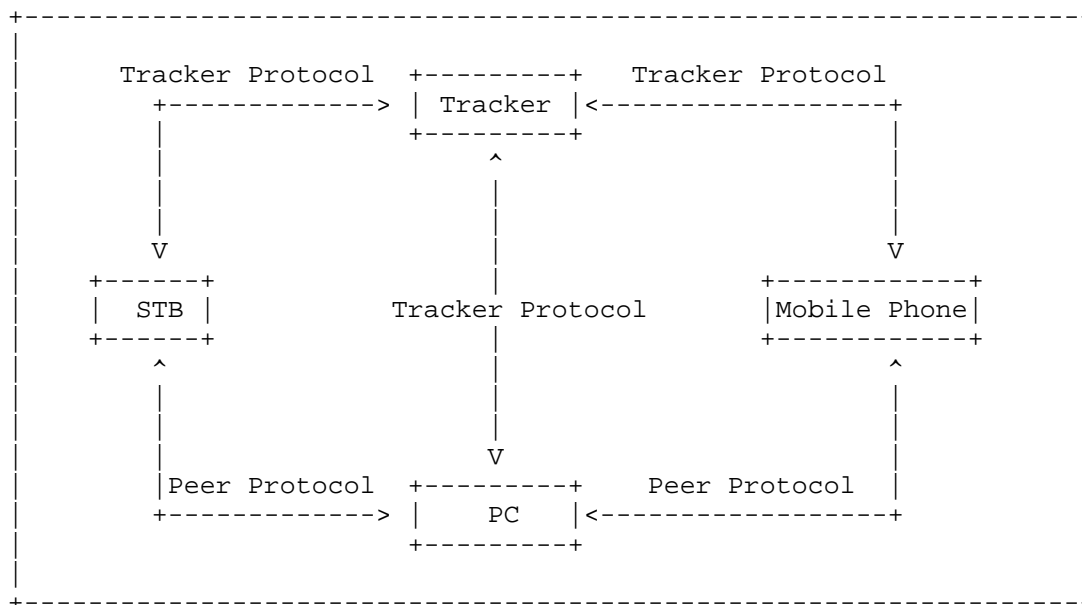 Tracker Protocol Tracker Protocol
Tracker
STB Tracker Protocol Mobile Phone
Peer Protocol Peer Protocol
PC